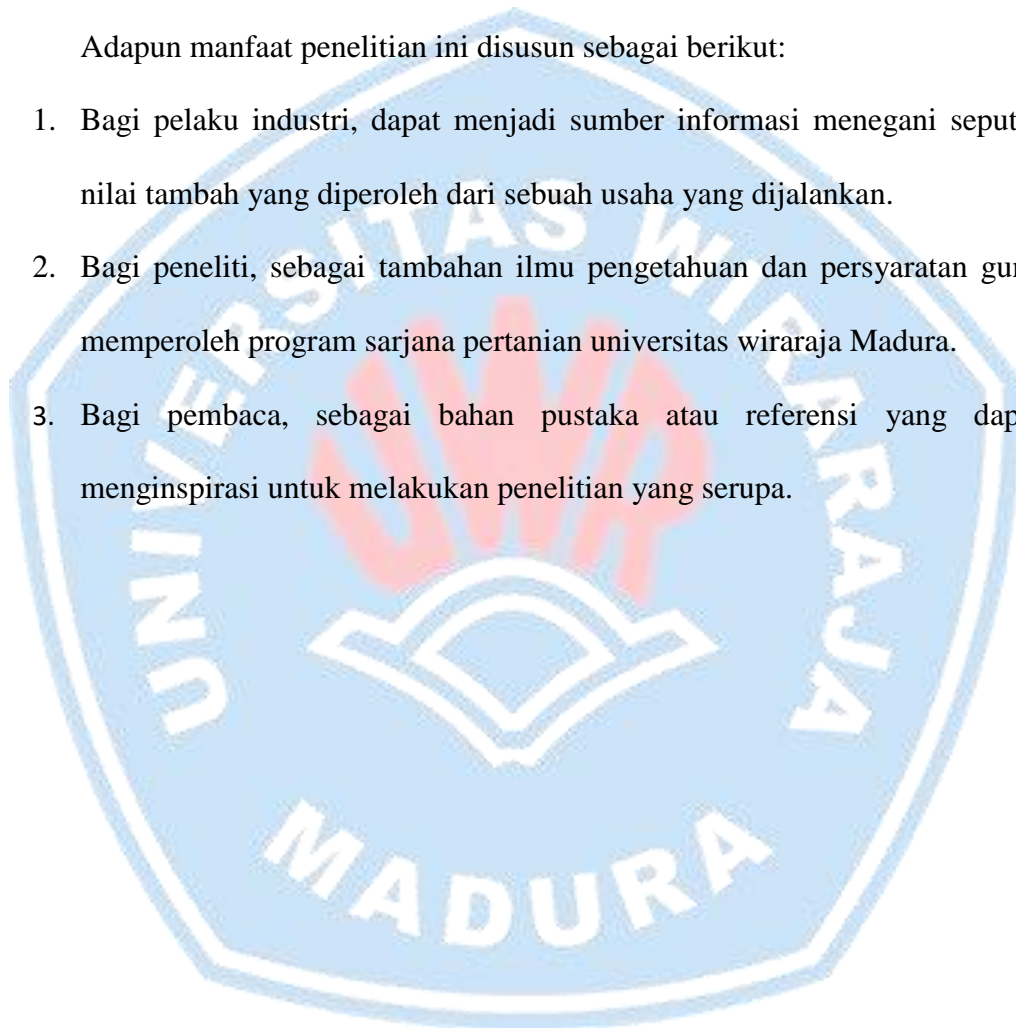 Adapun manfaat penelitian ini disusun sebagai berikut:
1. Bagi pelaku industri, dapat menjadi sumber informasi menegani seput
nilai tambah yang diperoleh dari sebuah usaha yang dijalankan.
2. Bagi peneliti, sebagai tambahan ilmu pengetahuan dan persyaratan gu
memperoleh program sarjana pertanian universitas wiraraja Madura.
3. Bagi pembaca, sebagai bahan pustaka atau referensi yang dap
menginspirasi untuk melakukan penelitian yang serupa.
UNIVERSITAS WIRARAJA
UWR
MADURA